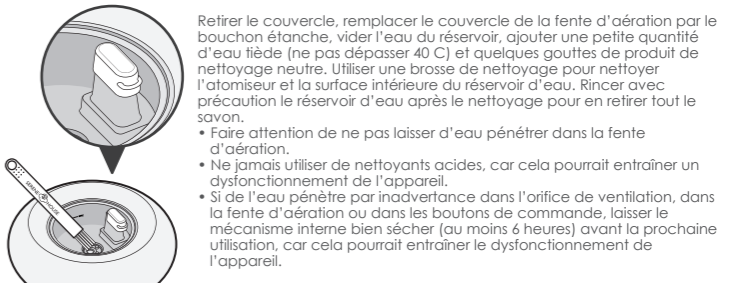 Retirer le couvercle, remplacer le couvercle de la fente d’aération par le
bouchon étanche, vider l’eau du réservoir, ajouter une petite quantité
d’eau tiède (ne pas dépasser 40 C) et quelques gouttes de produit de
nettoyage neutre. Utiliser une brosse de nettoyage pour nettoyer
l’atomiseur et la surface intérieure du réservoir d’eau. Rincer avec
précaution le réservoir d’eau après le nettoyage pour en retirer tout le
savon.
• Faire attention de ne pas laisser d’eau pénétrer dans la fente
d’aération.
• Ne jamais utiliser de nettoyants acides, car cela pourrait entraîner un
dysfonctionnement de l’appareil.
• Si de l’eau pénètre par inadvertance dans l’orifice de ventilation, dans
la fente d’aération ou dans les boutons de commande, laisser le
mécanisme interne bien sécher (au moins 6 heures) avant la prochaine
utilisation, car cela pourrait entraîner le dysfonctionnement de
l’appareil.
SERENE HOUSE